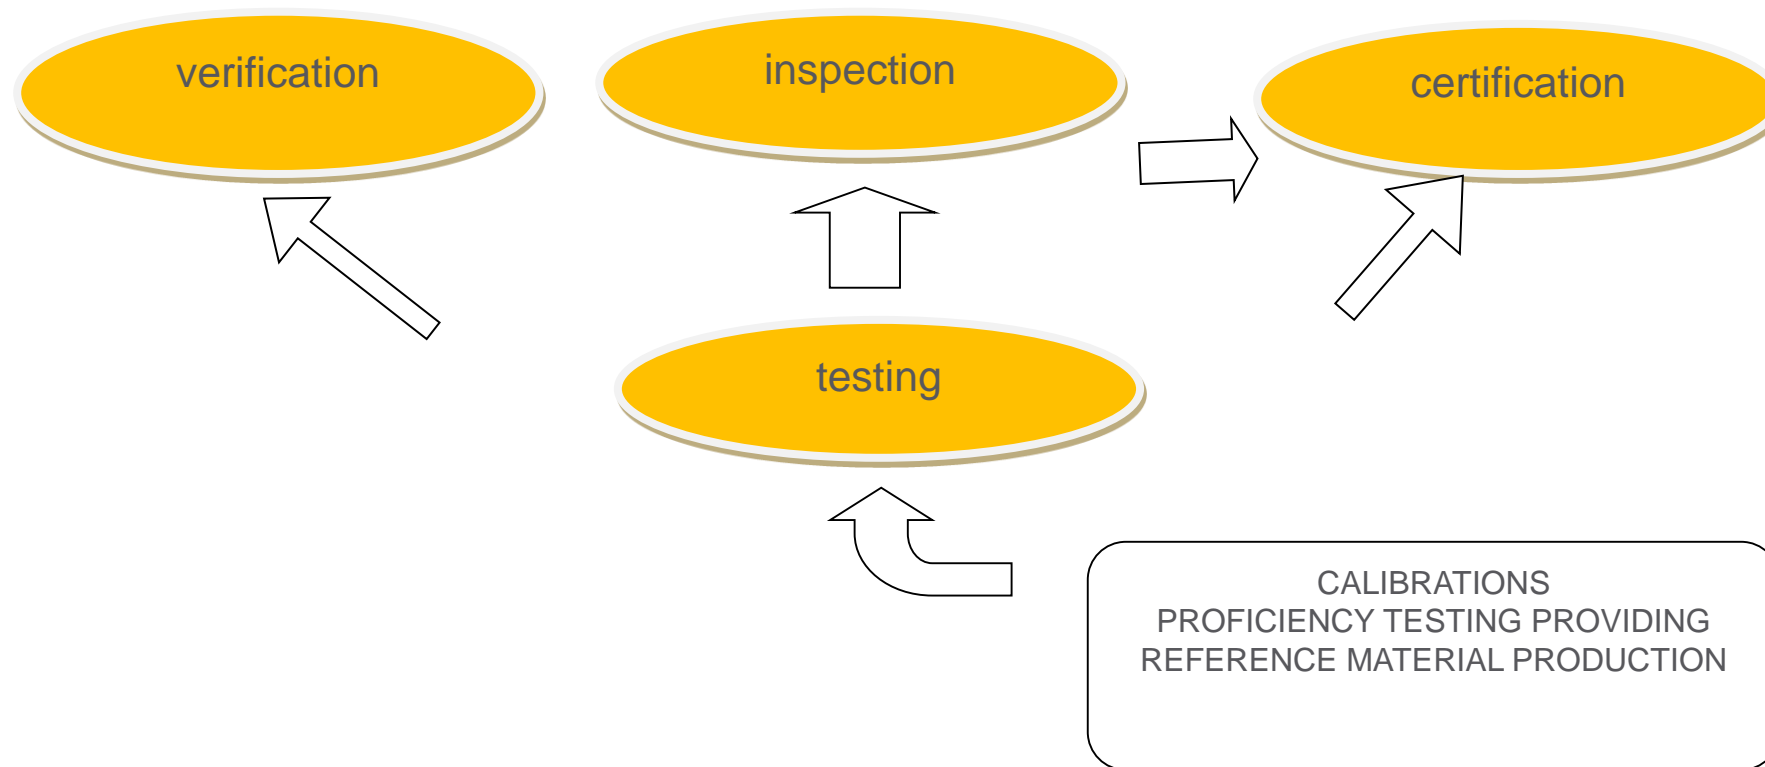 verification
inspection
certification
testing
CALIBRATIONS
PROFICIENCY TESTING PROVIDING
REFERENCE MATERIAL PRODUCTION